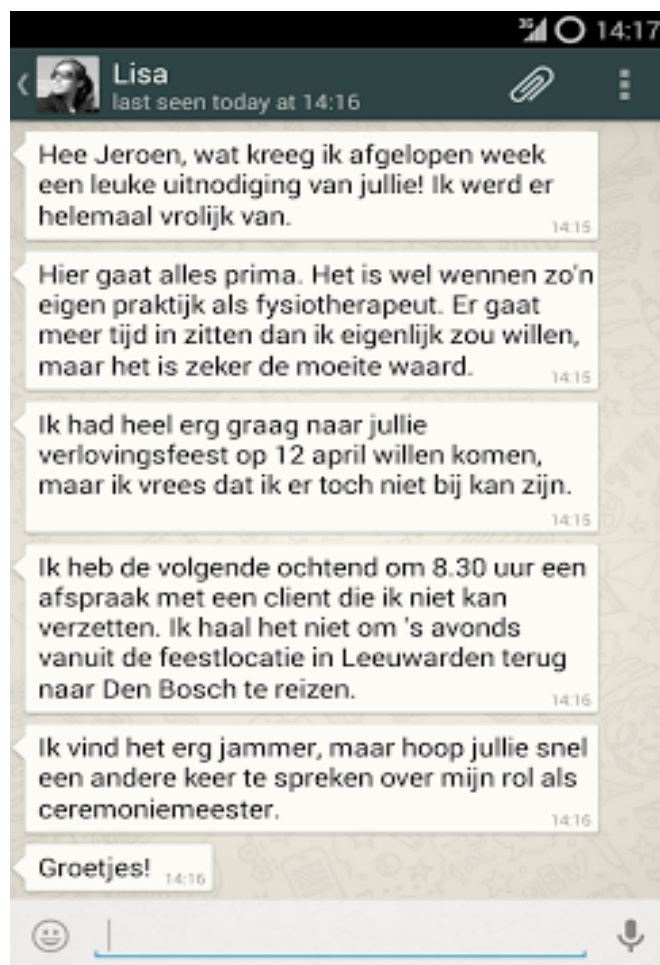 3G 14:17
Lisa
last seen today at 14:16
Hee Jeroen, wat kreeg ik afgelopen week
een leuke uitnodiging van jullie! Ik werd er
helemaal vrolijk van.
14:15
Hier gaat alles prima. Het is wel wennen zo'n
eigen praktijk als fysiotherapeut. Er gaat
meer tijd in zitten dan ik eigenlijk zou willen,
maar het is zeker de moeite waard.
14:15
Ik had heel erg graag naar jullie
verlovingsfeest op 12 april willen komen,
maar ik vrees dat ik er toch niet bij kan zijn.
14:15
Ik heb de volgende ochtend om 8.30 uur een
afspraak met een client die ik niet kan
verzetten. Ik haal het niet om 's avonds
vanuit de feestlocatie in Leeuwarden terug
naar Den Bosch te reizen.
14:16
Ik vind het erg jammer, maar hoop jullie snel
een andere keer te spreken over mijn rol als
ceremoniemeester.
14:16
Groetjes! 14:16